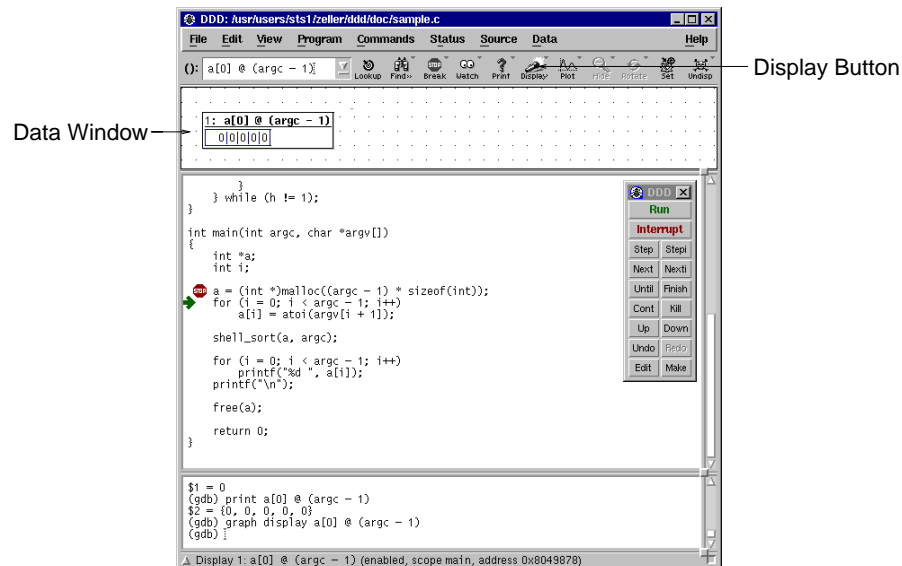 DDD: /usr/users/sts1/zeller/ddd/doc/sample.c
File Edit View Program Commands Status Source Data Help
(): a[0] @ (argc - 1) Lookup Find>> Break Watch Print Display Plot Hide Rotate Set Undisp
Display Button
Data Window
1: a[0] @ (argc - 1)
0 0 0 0 0
}
} while (h != 1);
}
int main(int argc, char *argv[])
{
int *a;
int i;
STOP a = (int *)malloc((argc - 1) * sizeof(int));
for (i = 0; i < argc - 1; i++)
a[i] = atoi(argv[i + 1]);
shell_sort(a, argc);
for (i = 0; i < argc - 1; i++)
printf("%d ", a[i]);
printf("\n");
free(a);
return 0;
}
DDD
Run
Interrupt
Step Stepi
Next Nexti
Until Finish
Cont Kill
Up Down
Undo Redo
Edit Make
$1 = 0
(gdb) print a[0] @ (argc - 1)
$2 = {0, 0, 0, 0, 0}
(gdb) graph display a[0] @ (argc - 1)
(gdb)
Display 1: a[0] @ (argc - 1) (enabled, scope main, address 0x8049878)